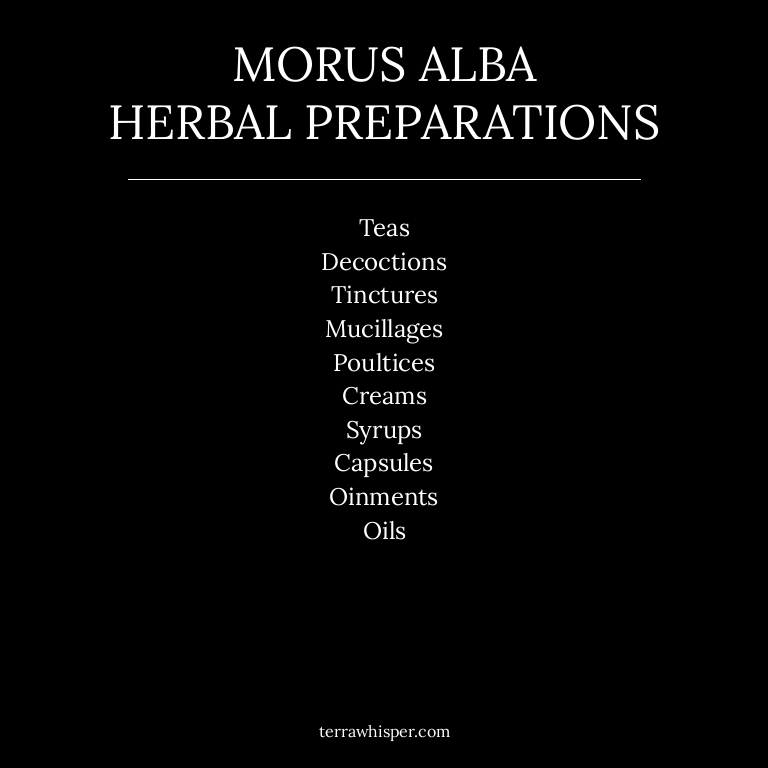 MORUS ALBA
HERBAL PREPARATIONS
Teas
Decoctions
Tinctures
Mucillages
Poultices
Creams
Syrups
Capsules
Oinments
Oils
terrawhisper.com